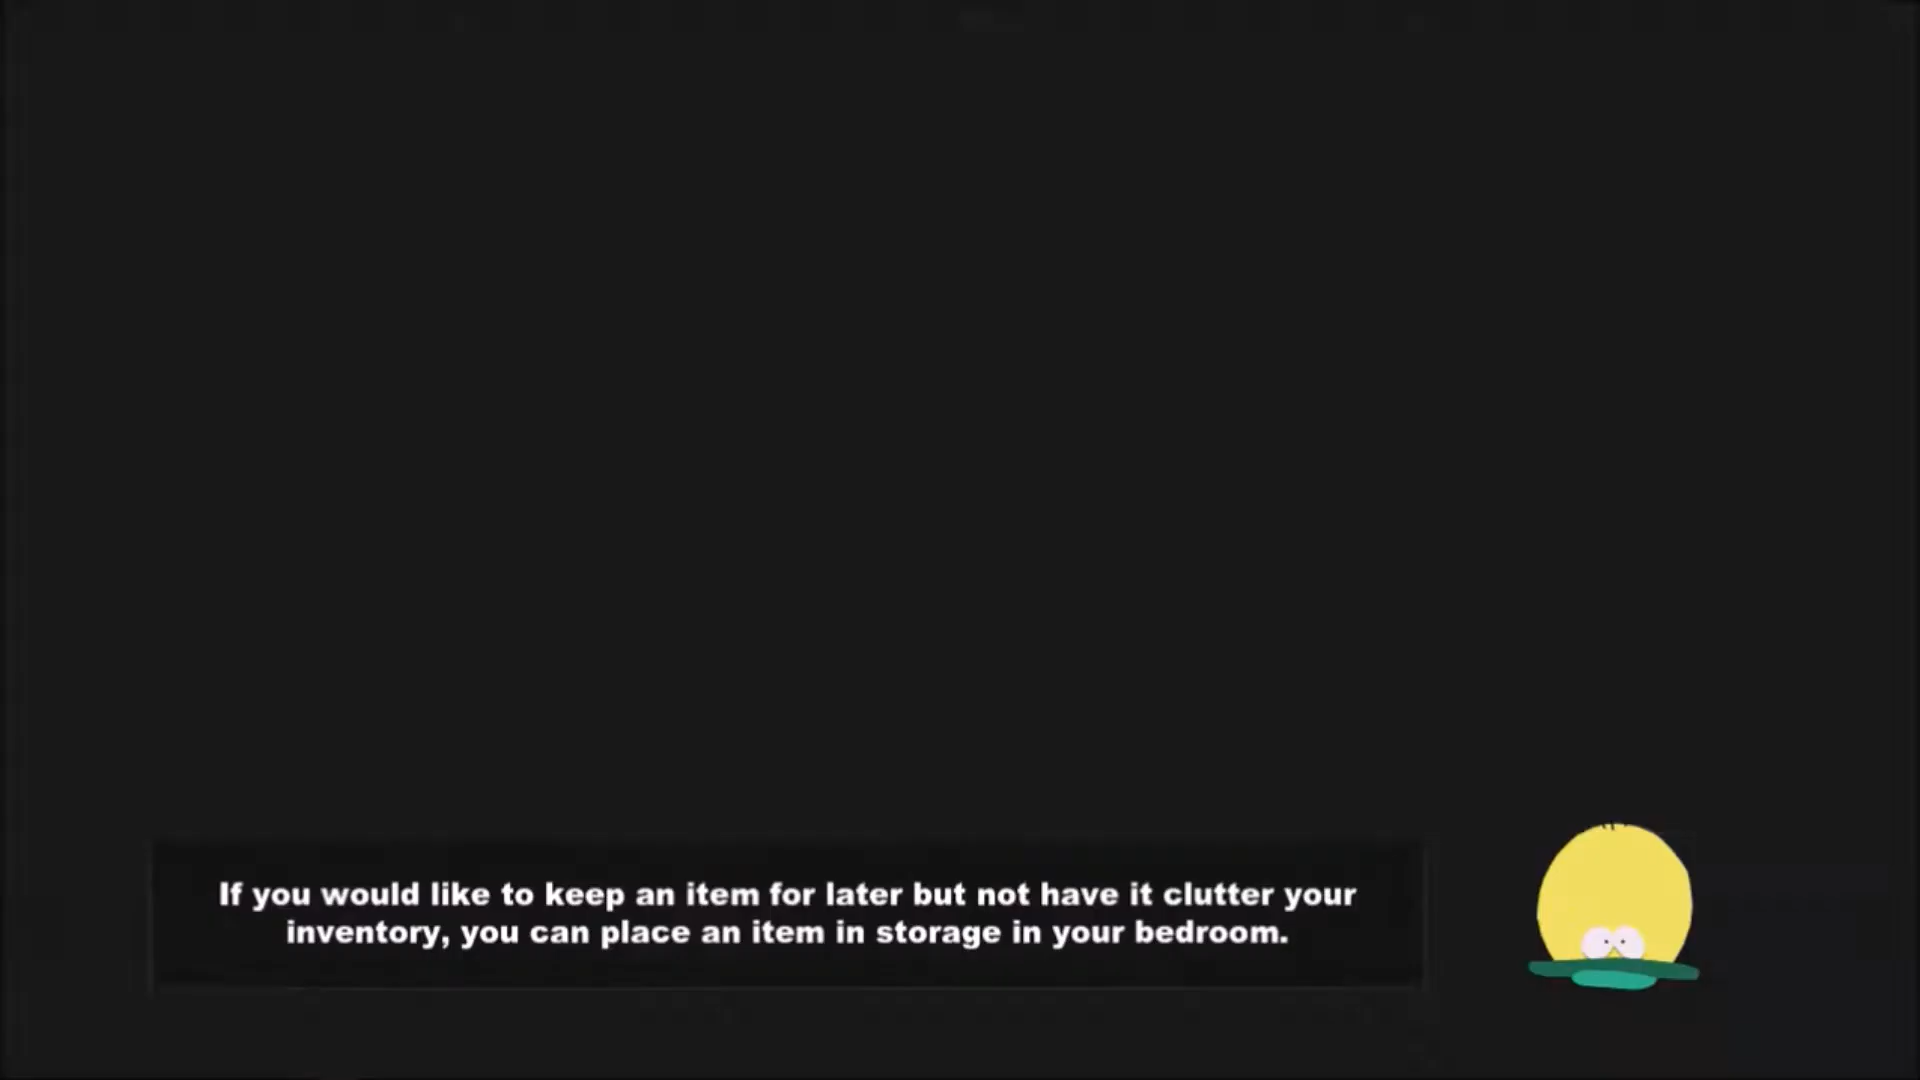 If you would like to keep an item for later but not have it clutter your
inventory, you can place an item in storage in your bedroom.